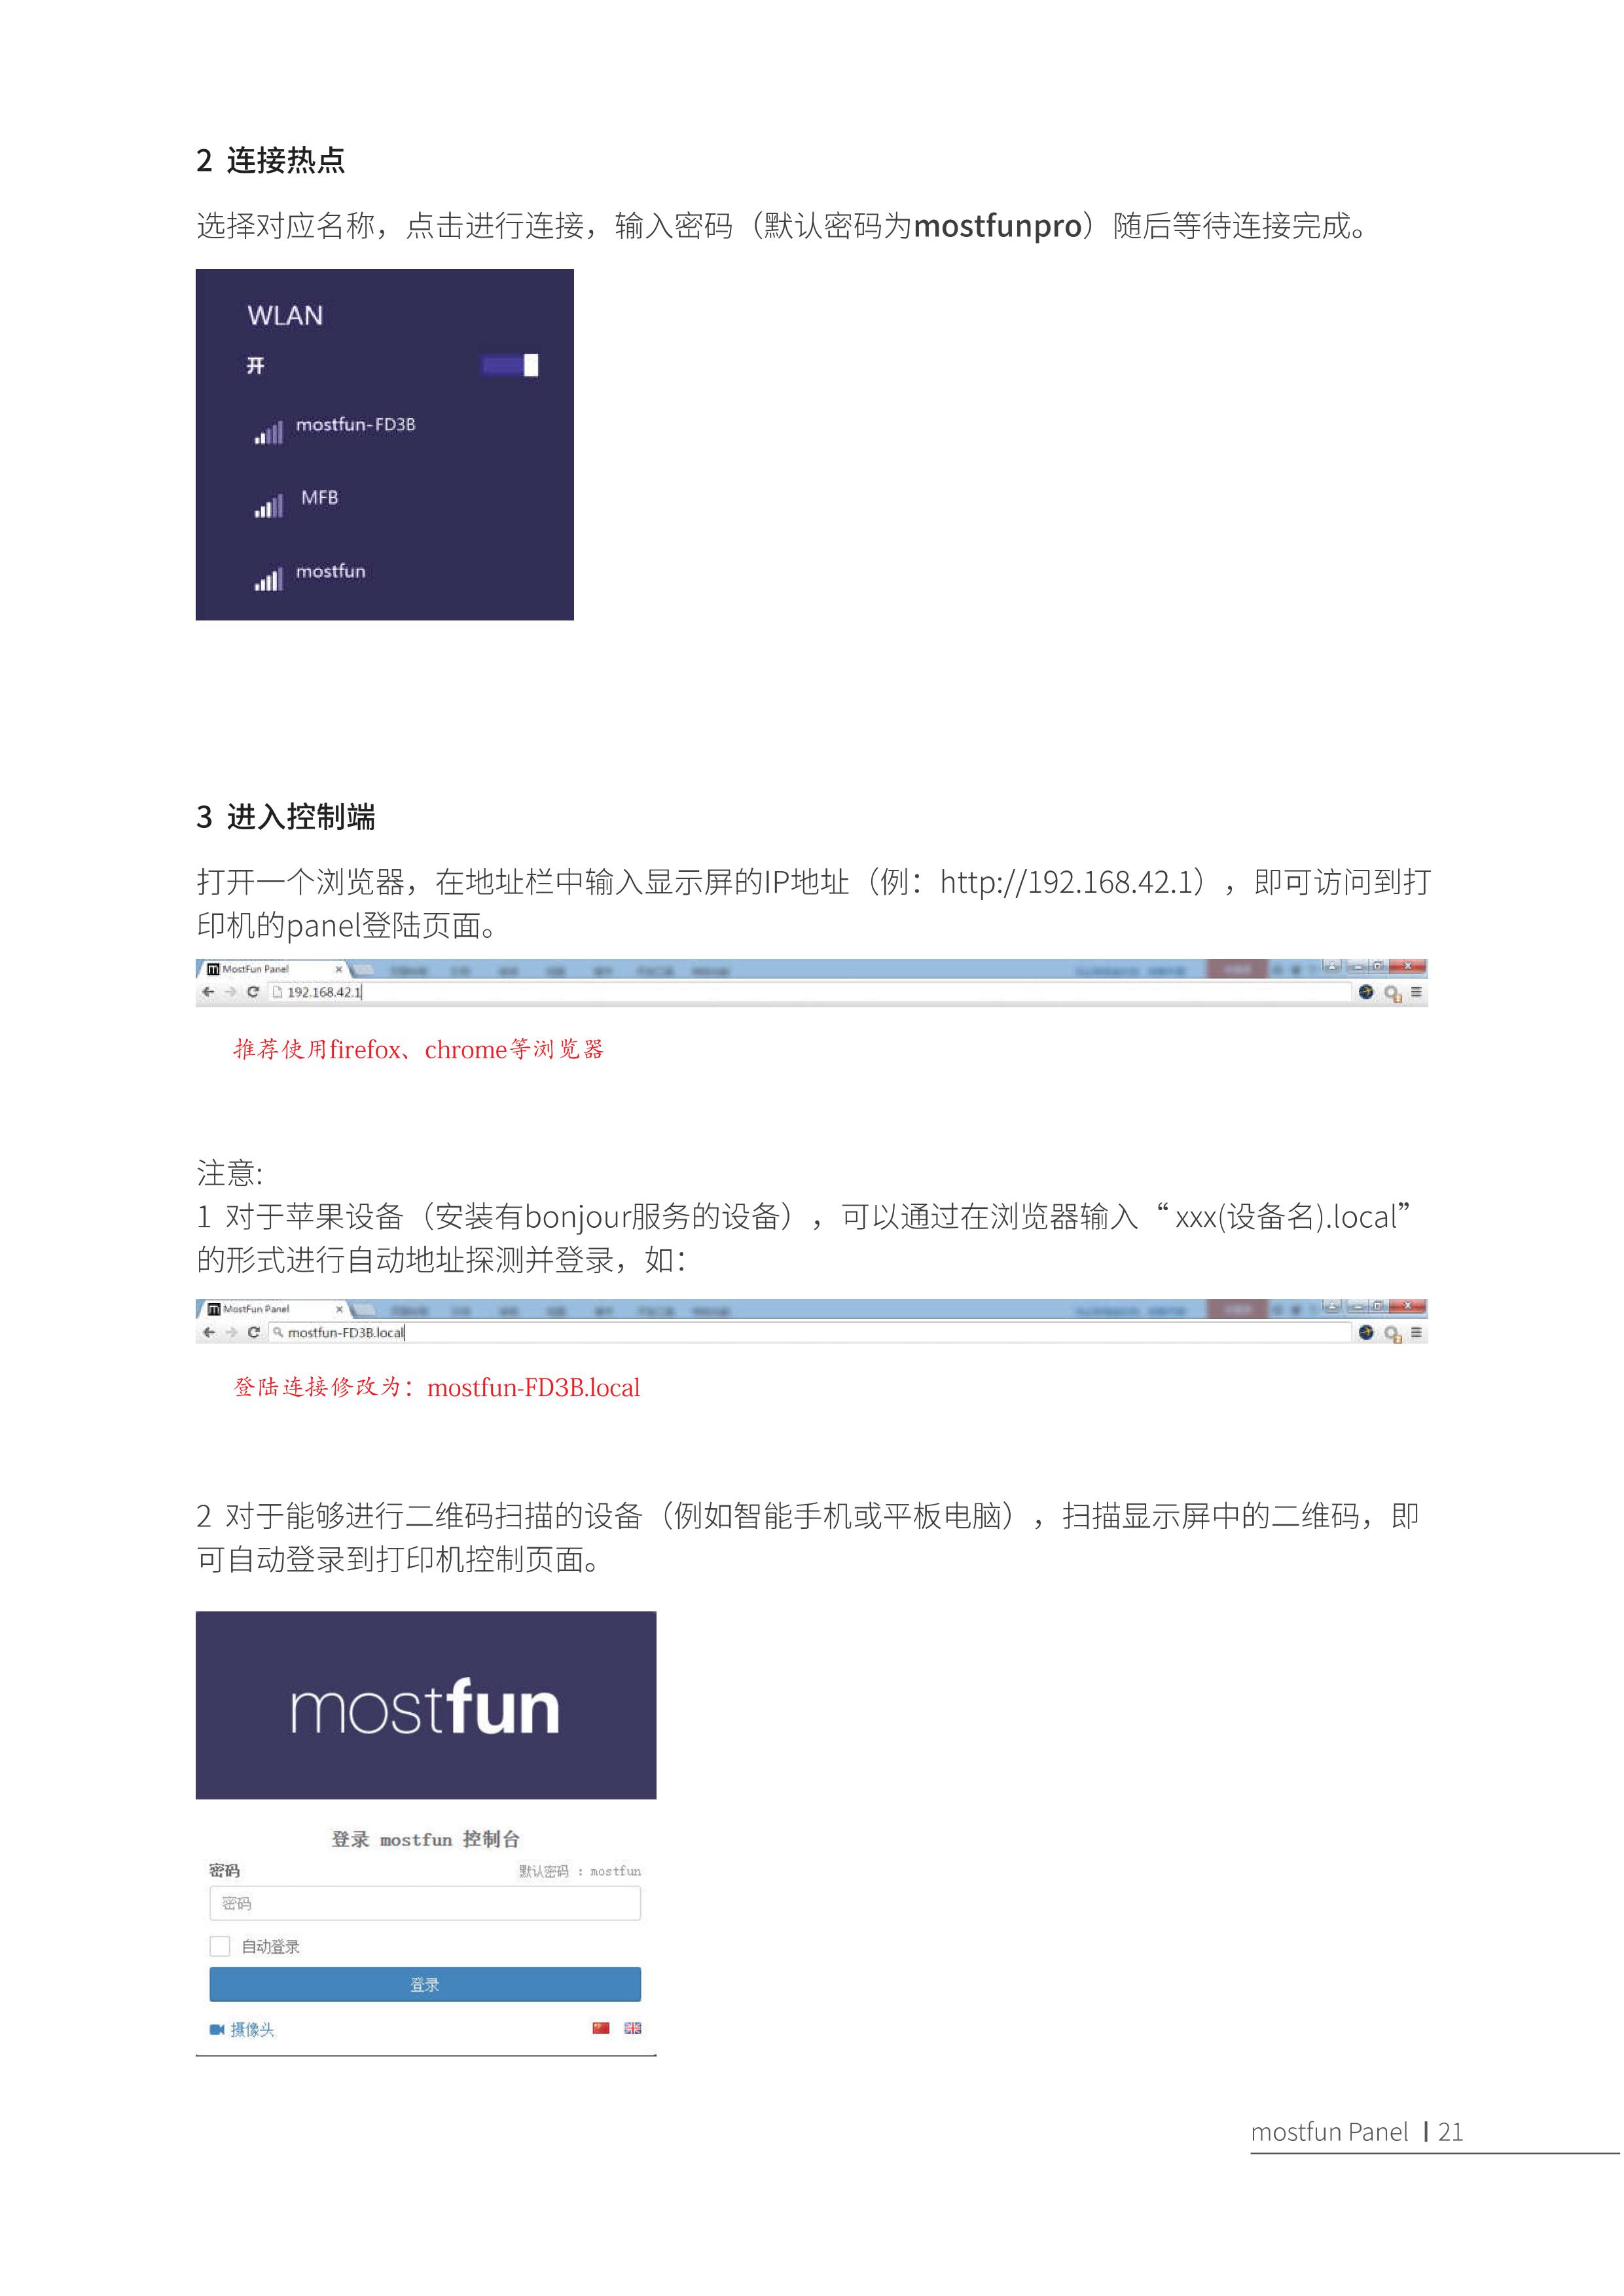 2 连接热点
选择对应名称，点击进行连接，输入密码（默认密码为mostfunpro）随后等待连接完成。
WLAN
开
mostfun-FD3B
MFB
mostfun
3 进入控制端
打开一个浏览器，在地址栏中输入显示屏的IP地址（例：http://192.168.42.1），即可访问到打
印机的panel登陆页面。
MostFun Panel
192.168.42.1
推荐使用firefox、chrome等浏览器
注意:
1 对于苹果设备（安装有bonjour服务的设备），可以通过在浏览器输入“ xxx(设备名).local”
的形式进行自动地址探测并登录，如：
MostFun Panel
mostfun-FD3B.local
登陆连接修改为：mostfun-FD3B.local
2 对于能够进行二维码扫描的设备（例如智能手机或平板电脑），扫描显示屏中的二维码，即
可自动登录到打印机控制页面。
mostfun
登录 mostfun 控制台
密码 默认密码 : mostfun
密码
自动登录
登录
摄像头
mostfun Panel | 21